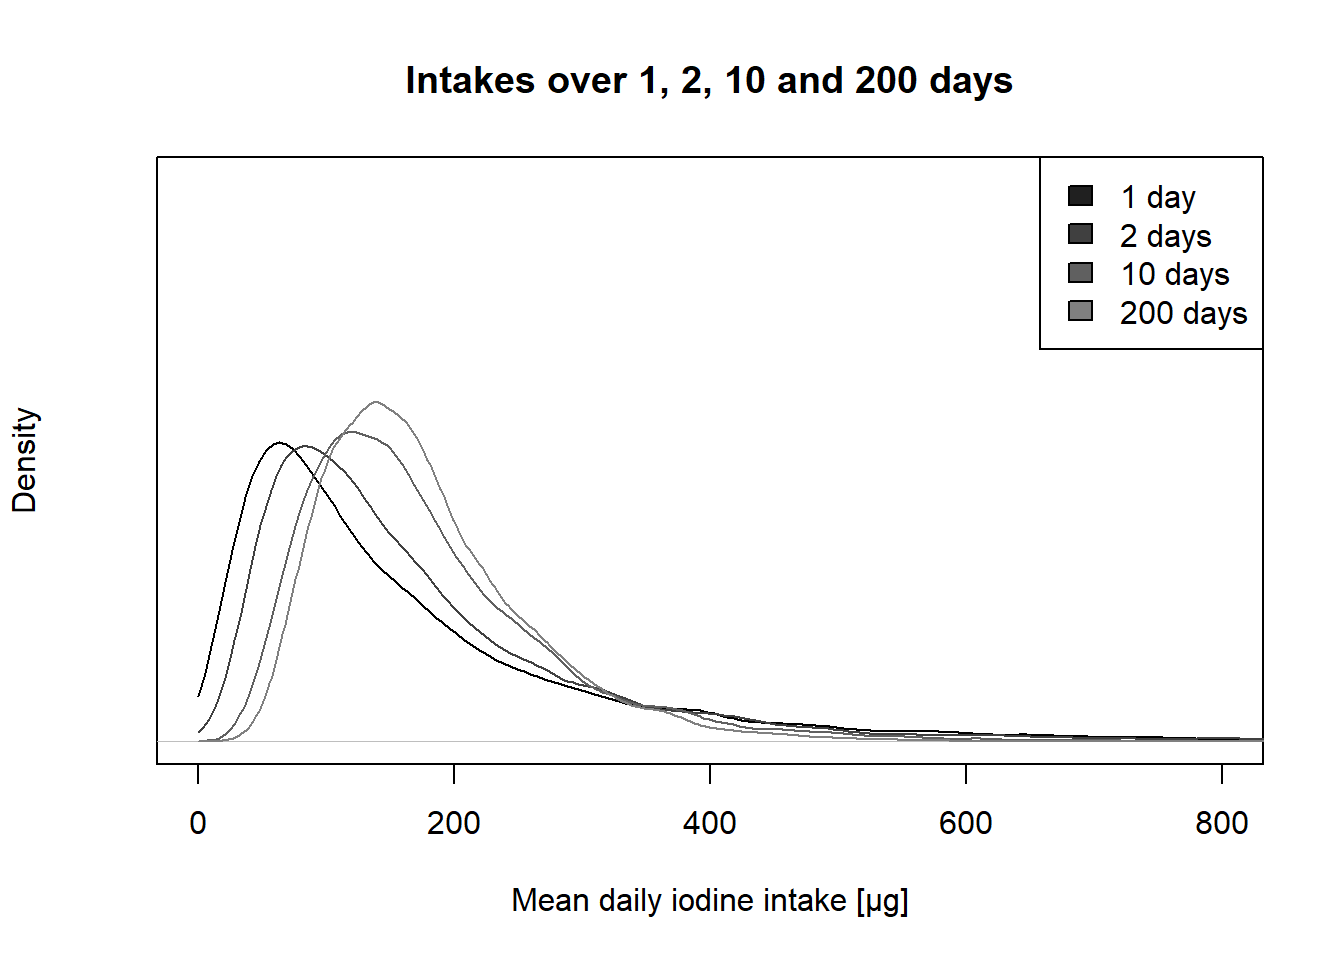 Intakes over 1, 2, 10 and 200 days
1 day
2 days
10 days
200 days
Density
0 200 400 600 800
Mean daily iodine intake [µg]